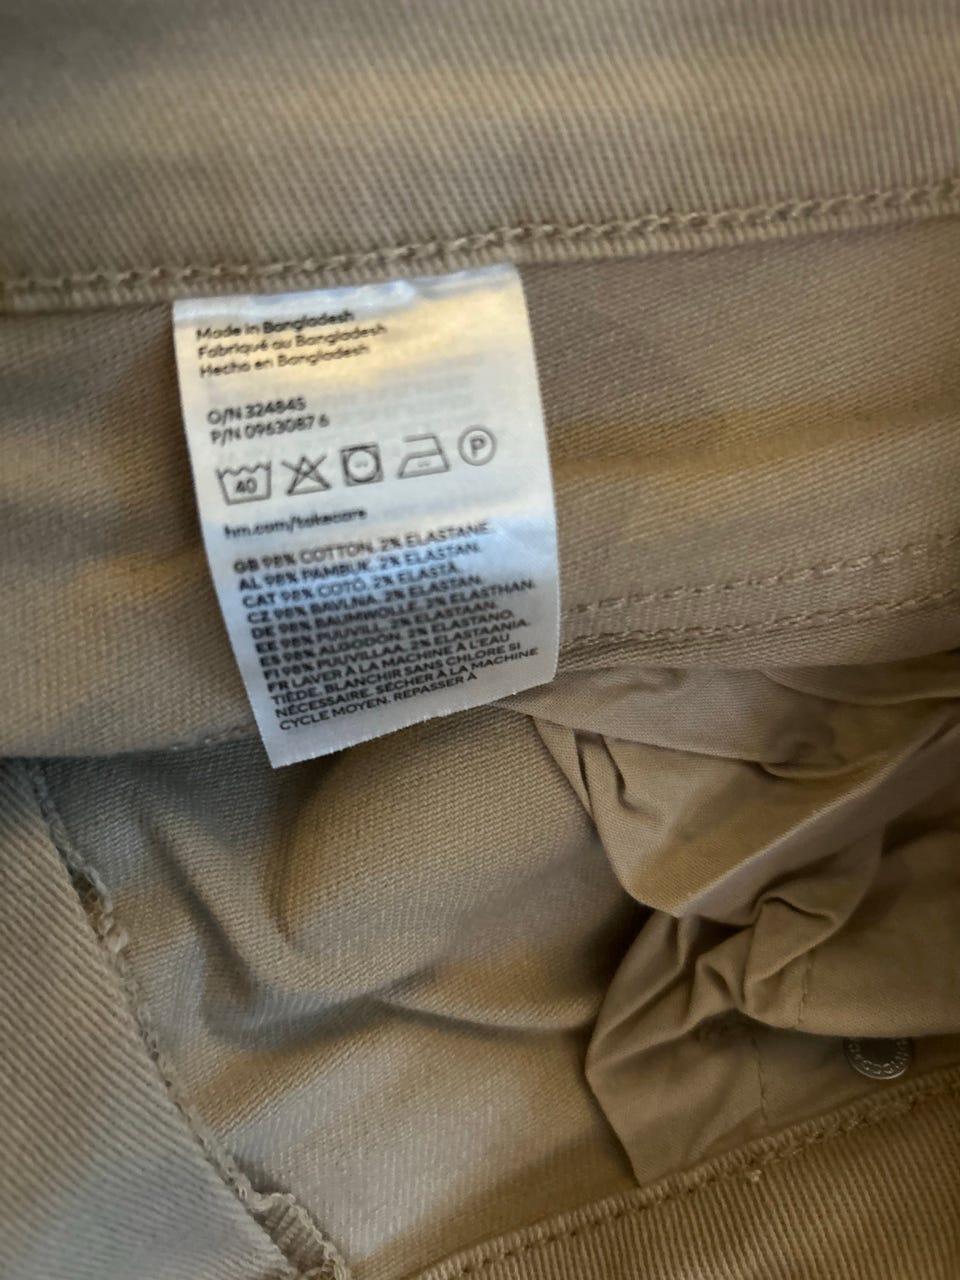 Made in Bangladesh
Fabriqué au Bangladesh
Hecho en Bangladesh
O/N 324845
P/N 0963087 6
40 P
hm.com/takecare
GB 98% COTTON, 2% ELASTANE.
AL 98% PAMBUK, 2% ELASTAN.
CAT 98% COTÓ, 2% ELASTÀ.
CZ 98% BAVLNA, 2% ELASTAN.
DE 98% BAUMWOLLE, 2% ELASTHAN.
EE 98% PUUVILL, 2% ELASTAAN.
ES 98% ALGODÓN, 2% ELASTANO.
FI 98% PUUVILLAA, 2% ELASTAANIA.
FR LAVER À LA MACHINE À L'EAU
TIÈDE. BLANCHIR SANS CHLORE SI
NÉCESSAIRE. SÉCHER À LA MACHINE
CYCLE MOYEN. REPASSER À